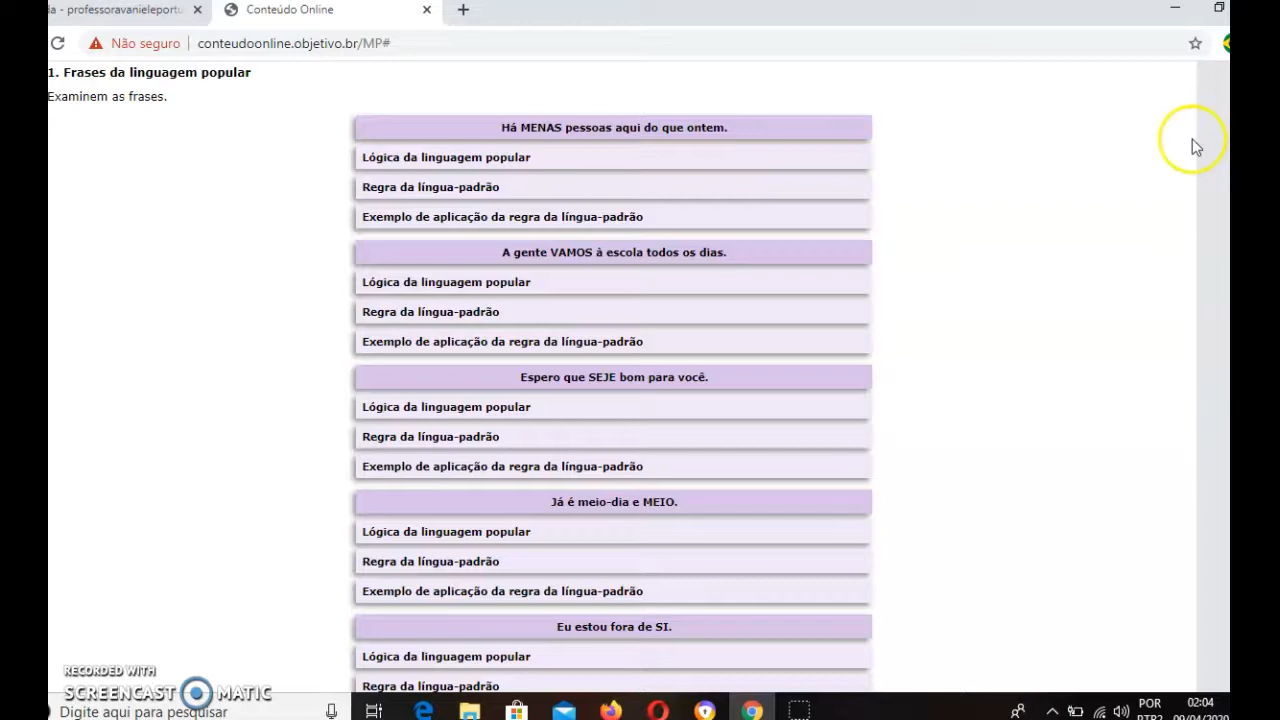 da - professoravanieleportu
Conteúdo Online
Não seguro
conteudoonline.objetivo.br/MP#
1. Frases da linguagem popular
Examinem as frases.
Há MENAS pessoas aqui do que ontem.
Lógica da linguagem popular
Regra da língua-padrão
Exemplo de aplicação da regra da língua-padrão
A gente VAMOS à escola todos os dias.
Lógica da linguagem popular
Regra da língua-padrão
Exemplo de aplicação da regra da língua-padrão
Espero que SEJE bom para você.
Lógica da linguagem popular
Regra da língua-padrão
Exemplo de aplicação da regra da língua-padrão
Já é meio-dia e MEIO.
Lógica da linguagem popular
Regra da língua-padrão
Exemplo de aplicação da regra da língua-padrão
Eu estou fora de SI.
Lógica da linguagem popular
Regra da língua-padrão
RECORDED WITH
SCREENCAST MATIC
Digite aqui para pesquisar
POR
PTB2
02:04
09/04/2020